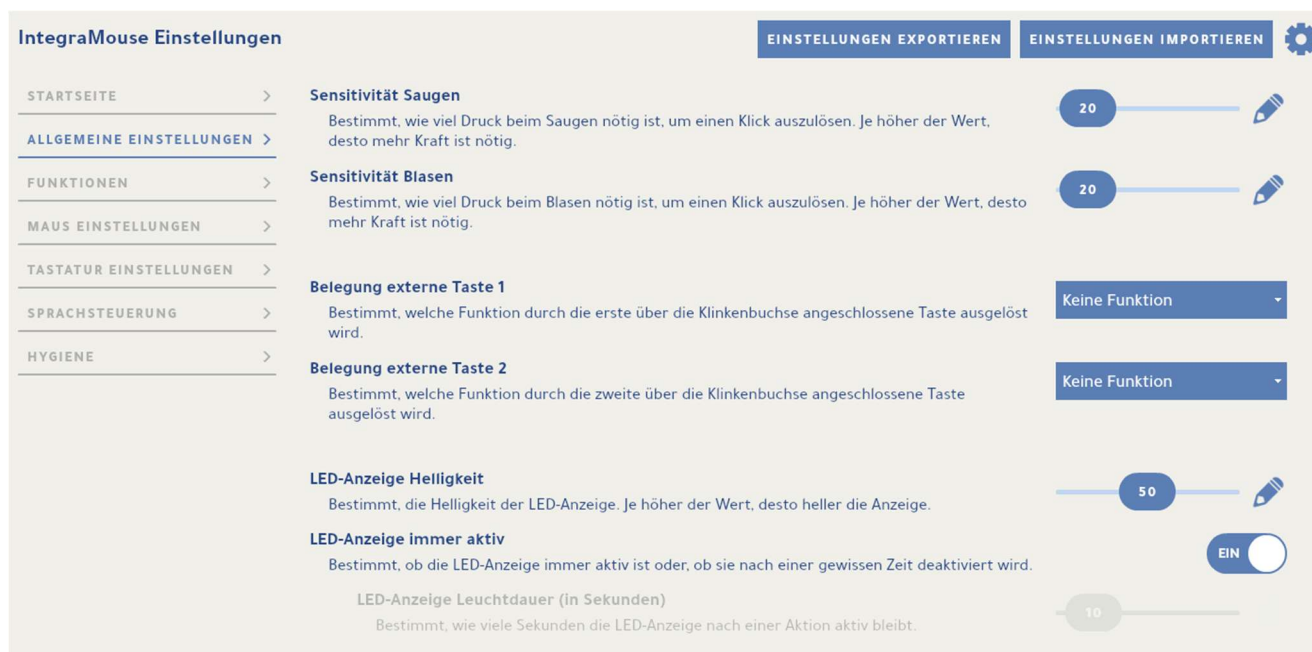 IntegraMouse Einstellungen
EINSTELLUNGEN EXPORTIEREN
EINSTELLUNGEN IMPORTIEREN
STARTSEITE
ALLGEMEINE EINSTELLUNGEN
FUNKTIONEN
MAUS EINSTELLUNGEN
TASTATUR EINSTELLUNGEN
SPRACHSTEUERUNG
HYGIENE
Sensitivität Saugen
Bestimmt, wie viel Druck beim Saugen nötig ist, um einen Klick auszulösen. Je höher der Wert,
desto mehr Kraft ist nötig.
20
Sensitivität Blasen
Bestimmt, wie viel Druck beim Blasen nötig ist, um einen Klick auszulösen. Je höher der Wert, desto
mehr Kraft ist nötig.
20
Belegung externe Taste 1
Bestimmt, welche Funktion durch die erste über die Klinkenbuchse angeschlossene Taste ausgelöst
wird.
Keine Funktion
Belegung externe Taste 2
Bestimmt, welche Funktion durch die zweite über die Klinkenbuchse angeschlossene Taste
ausgelöst wird.
Keine Funktion
LED-Anzeige Helligkeit
Bestimmt, die Helligkeit der LED-Anzeige. Je höher der Wert, desto heller die Anzeige.
50
LED-Anzeige immer aktiv
Bestimmt, ob die LED-Anzeige immer aktiv ist oder, ob sie nach einer gewissen Zeit deaktiviert wird.
EIN
LED-Anzeige Leuchtdauer (in Sekunden)
Bestimmt, wie viele Sekunden die LED-Anzeige nach einer Aktion aktiv bleibt.
10